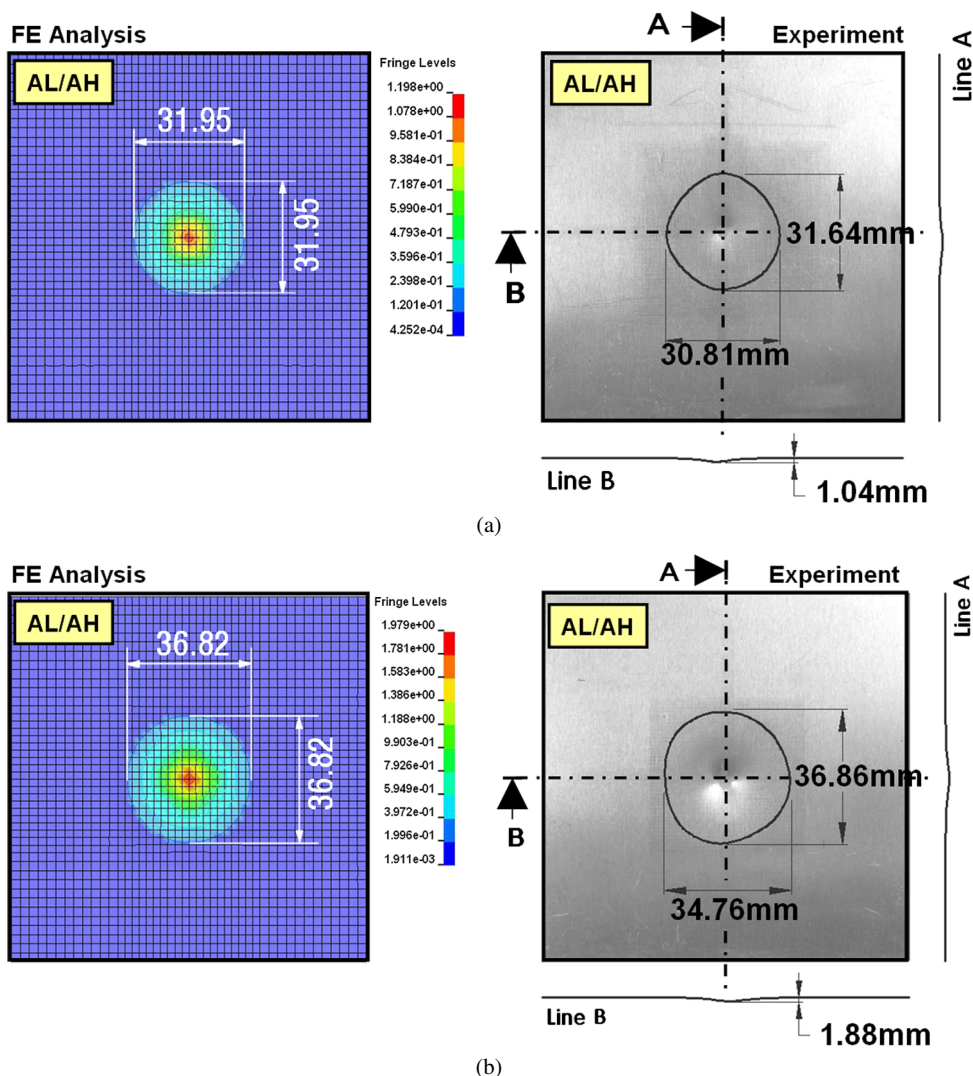 FE Analysis
AL/AH
31.95
31.95
Fringe Levels
1.198e+00
1.078e+00
9.581e-01
8.384e-01
7.187e-01
5.990e-01
4.793e-01
3.596e-01
2.398e-01
1.201e-01
4.252e-04
A
Experiment
AL/AH
31.64mm
B
30.81mm
Line A
Line B
1.04mm
(a)
FE Analysis
AL/AH
36.82
36.82
Fringe Levels
1.979e+00
1.781e+00
1.583e+00
1.386e+00
1.188e+00
9.903e-01
7.926e-01
5.949e-01
3.972e-01
1.996e-01
1.911e-03
A
Experiment
AL/AH
36.86mm
B
34.76mm
Line A
Line B
1.88mm
(b)